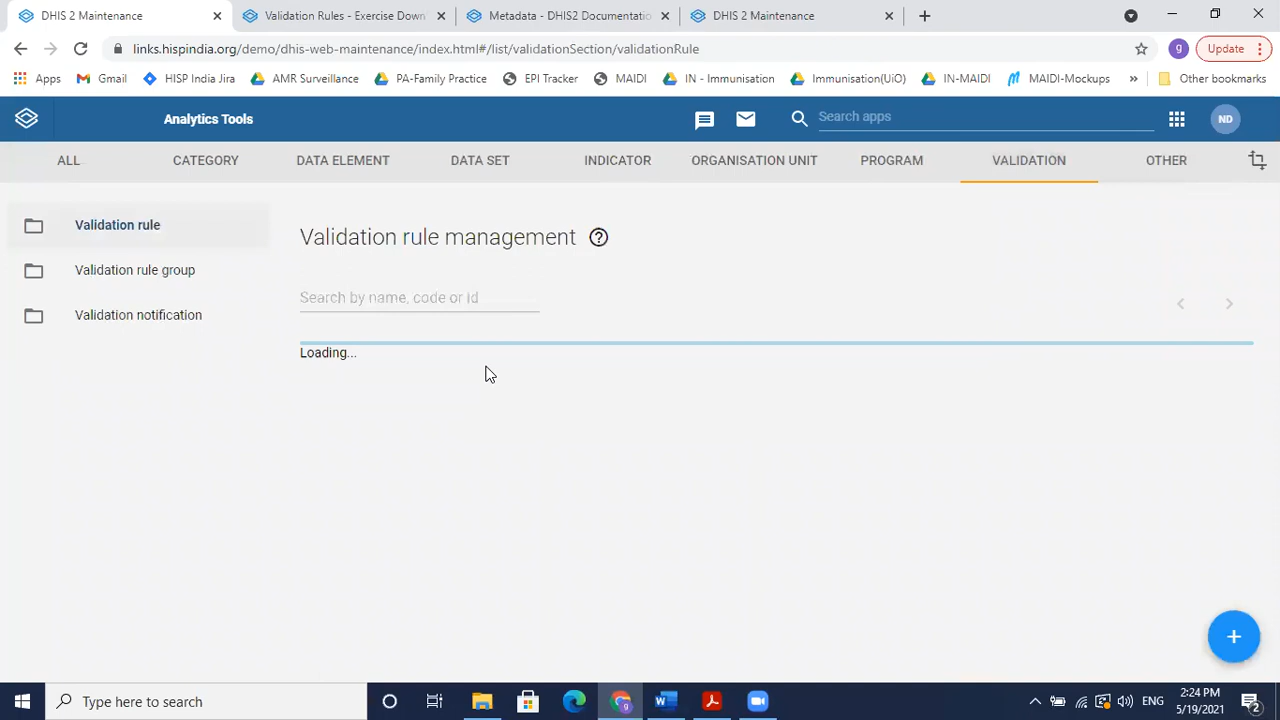 DHIS 2 Maintenance
Validation Rules - Exercise Down
Metadata - DHIS2 Documentatio
DHIS 2 Maintenance
links.hispindia.org/demo/dhis-web-maintenance/index.html#/list/validationSection/validationRule
g
Update
Apps
Gmail
HISP India Jira
AMR Surveillance
PA-Family Practice
EPI Tracker
MAIDI
IN - Immunisation
Immunisation(UiO)
IN-MAIDI
MAIDI-Mockups
»
Other bookmarks
Analytics Tools
Search apps
ND
ALL
CATEGORY
DATA ELEMENT
DATA SET
INDICATOR
ORGANISATION UNIT
PROGRAM
VALIDATION
OTHER
Validation rule
Validation rule group
Validation notification
Validation rule management
Search by name, code or id
Loading...
Type here to search
ENG
2:24 PM
5/19/2021
2